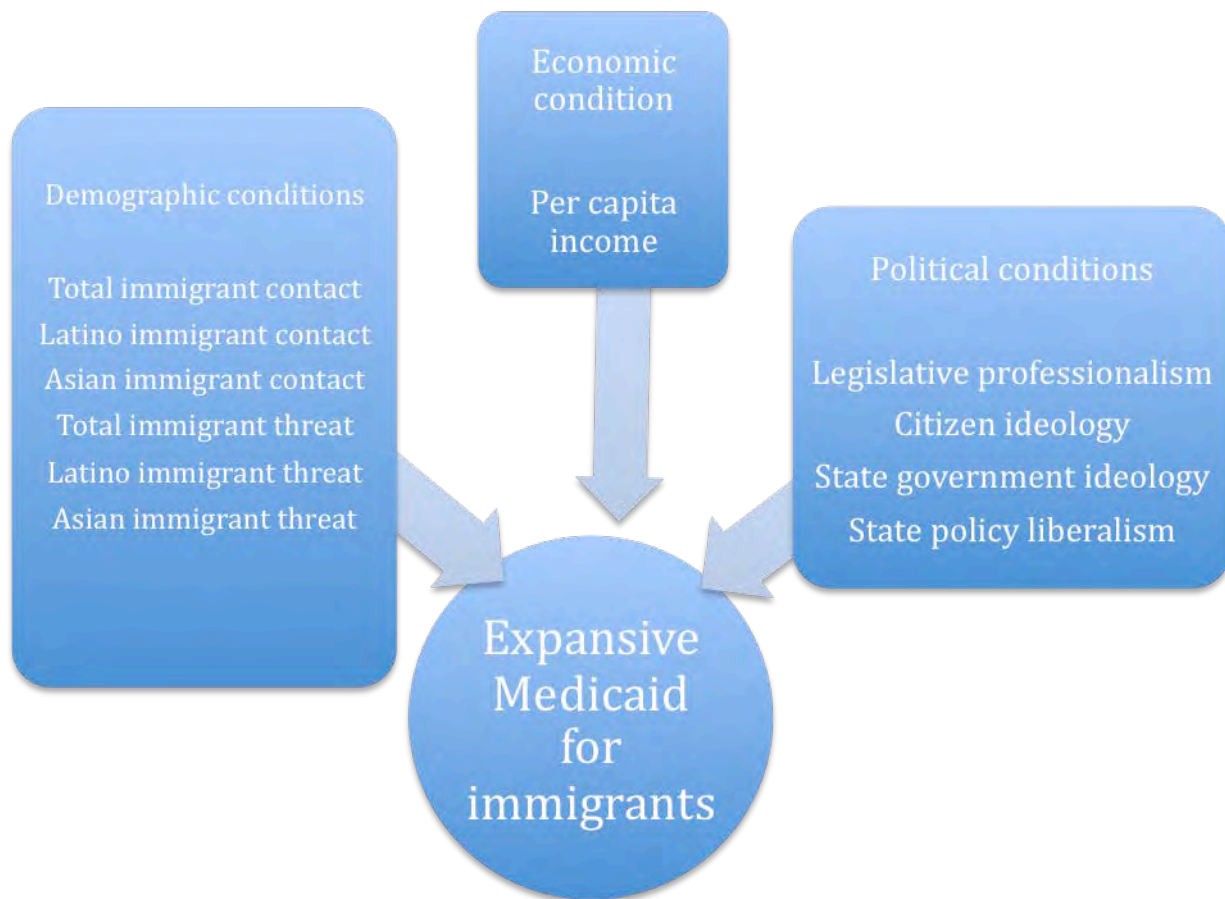 Demographic conditions
Total immigrant contact
Latino immigrant contact
Asian immigrant contact
Total immigrant threat
Latino immigrant threat
Asian immigrant threat
Economic
condition
Per capita
income
Political conditions
Legislative professionalism
Citizen ideology
State government ideology
State policy liberalism
Expansive
Medicaid
for
immigrants